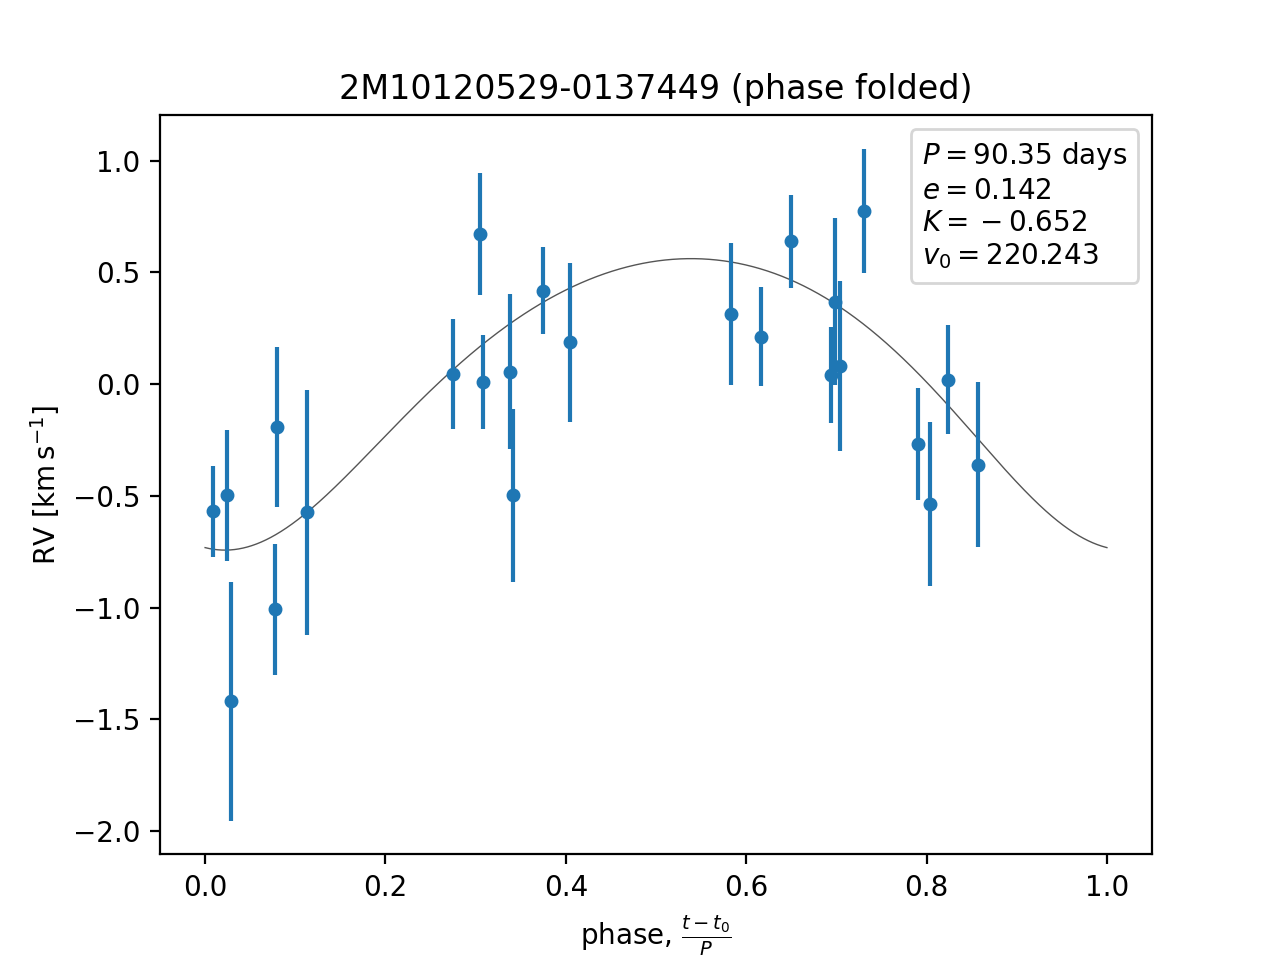 2M10120529-0137449 (phase folded)
P = 90.35 days
e = 0.142
K = −0.652
v₀ = 220.243
1.0
0.5
0.0
−0.5
−1.0
−1.5
−2.0
RV [km s⁻¹]
0.0 0.2 0.4 0.6 0.8 1.0
phase, (t − t₀)/P